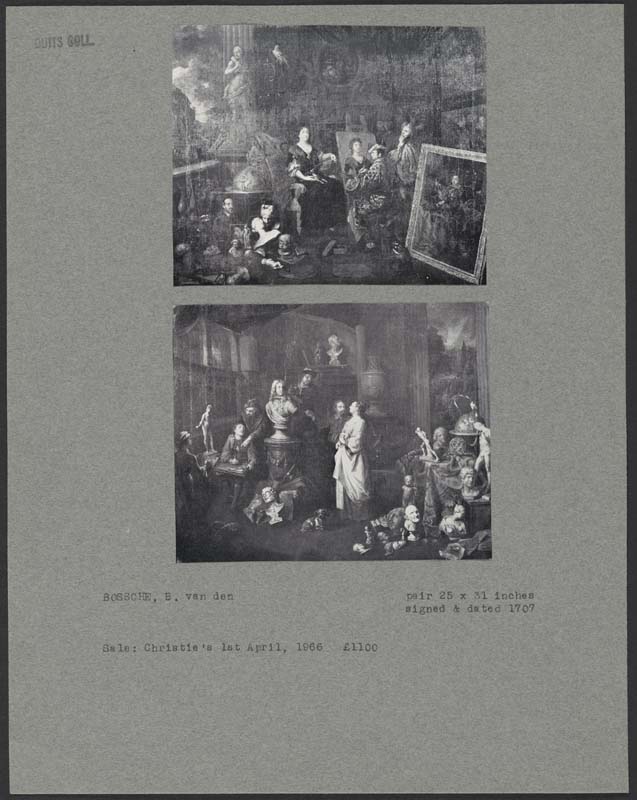 DUITS COLL.
BOSSCHE, B. van den
pair 25 x 31 inches
signed & dated 1707
Sale: Christie's 1st April, 1966 £1100